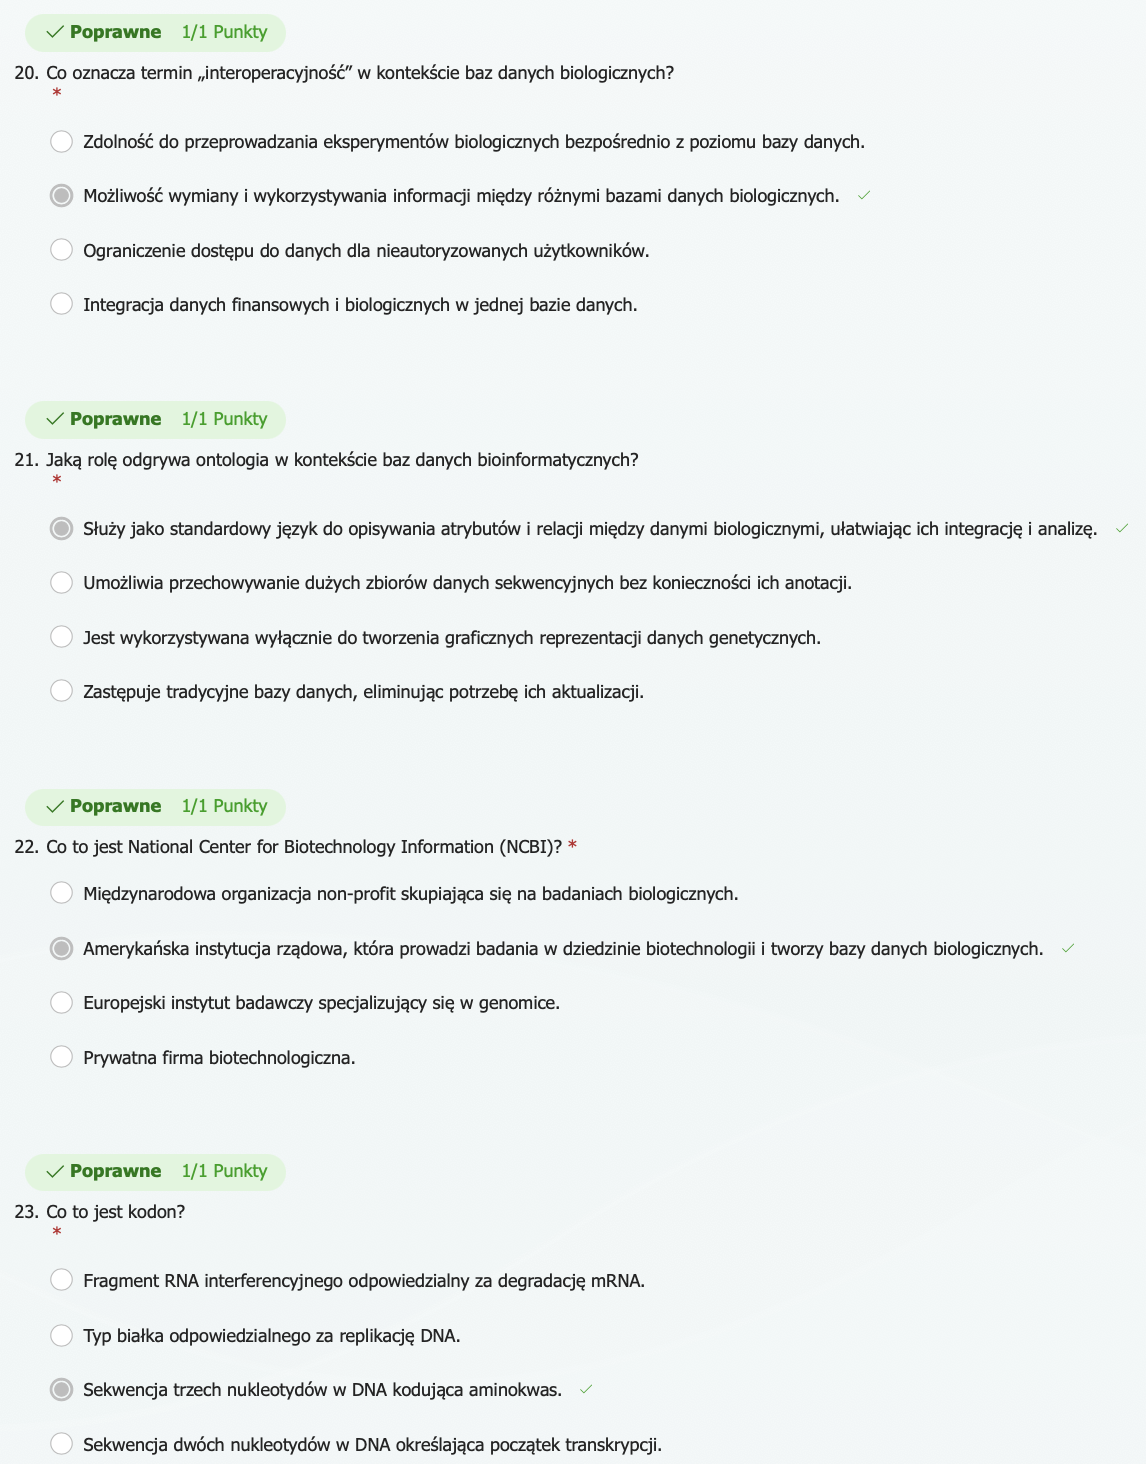 Poprawne 1/1 Punkty
20. Co oznacza termin „interoperacyjność” w kontekście baz danych biologicznych?
*
Zdolność do przeprowadzania eksperymentów biologicznych bezpośrednio z poziomu bazy danych.
Możliwość wymiany i wykorzystywania informacji między różnymi bazami danych biologicznych.
Ograniczenie dostępu do danych dla nieautoryzowanych użytkowników.
Integracja danych finansowych i biologicznych w jednej bazie danych.
Poprawne 1/1 Punkty
21. Jaką rolę odgrywa ontologia w kontekście baz danych bioinformatycznych?
*
Służy jako standardowy język do opisywania atrybutów i relacji między danymi biologicznymi, ułatwiając ich integrację i analizę.
Umożliwia przechowywanie dużych zbiorów danych sekwencyjnych bez konieczności ich anotacji.
Jest wykorzystywana wyłącznie do tworzenia graficznych reprezentacji danych genetycznych.
Zastępuje tradycyjne bazy danych, eliminując potrzebę ich aktualizacji.
Poprawne 1/1 Punkty
22. Co to jest National Center for Biotechnology Information (NCBI)? *
Międzynarodowa organizacja non-profit skupiająca się na badaniach biologicznych.
Amerykańska instytucja rządowa, która prowadzi badania w dziedzinie biotechnologii i tworzy bazy danych biologicznych.
Europejski instytut badawczy specjalizujący się w genomice.
Prywatna firma biotechnologiczna.
Poprawne 1/1 Punkty
23. Co to jest kodon?
*
Fragment RNA interferencyjnego odpowiedzialny za degradację mRNA.
Typ białka odpowiedzialnego za replikację DNA.
Sekwencja trzech nukleotydów w DNA kodująca aminokwas.
Sekwencja dwóch nukleotydów w DNA określająca początek transkrypcji.